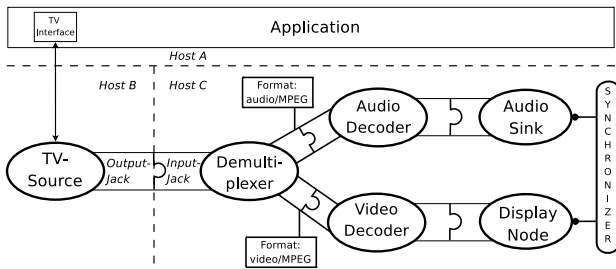 TV
Interface
Application
Host A
Host B
Host C
Format:
audio/MPEG
Audio
Decoder
Audio
Sink
TV-
Source
Output-
Jack
Input-
Jack
Demulti-
plexer
Video
Decoder
Display
Node
Format:
video/MPEG
SYNCHRONIZER